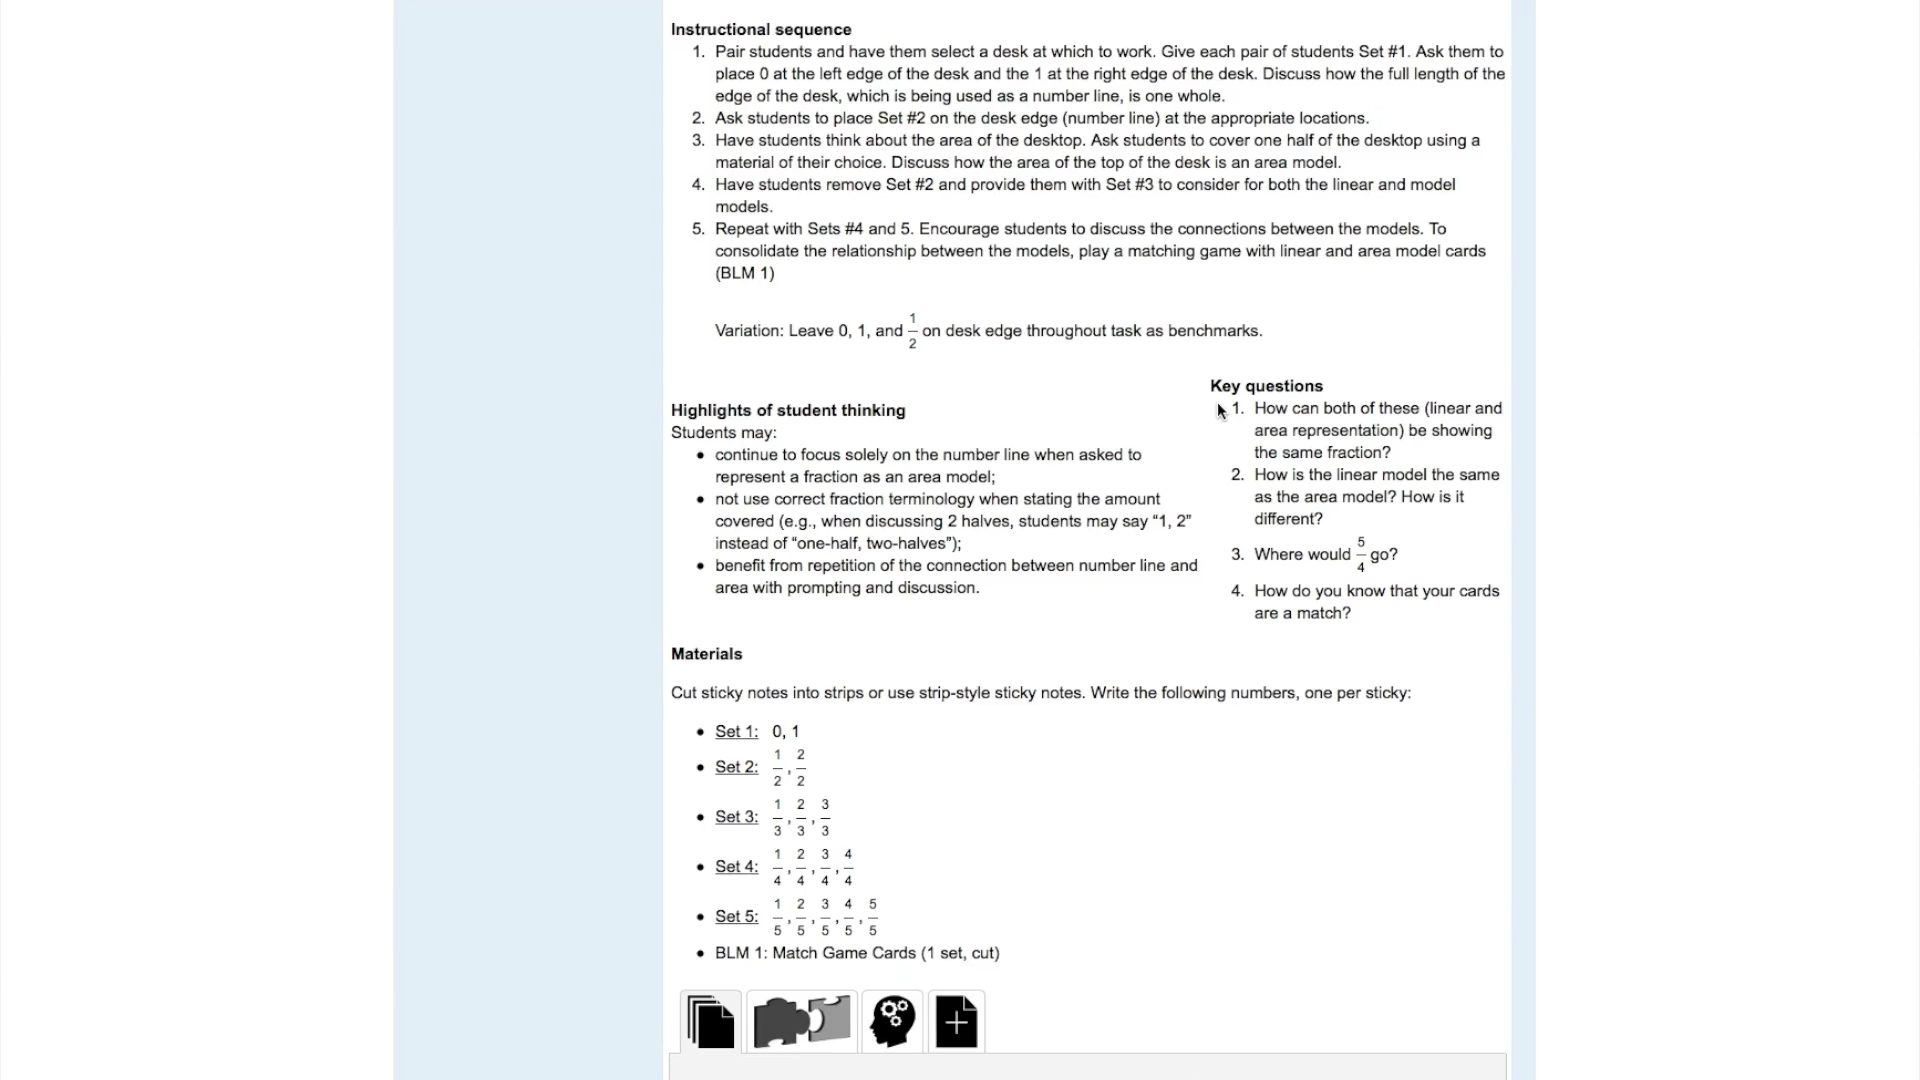 Instructional sequence
1. Pair students and have them select a desk at which to work. Give each pair of students Set #1. Ask them to
place 0 at the left edge of the desk and the 1 at the right edge of the desk. Discuss how the full length of the
edge of the desk, which is being used as a number line, is one whole.
2. Ask students to place Set #2 on the desk edge (number line) at the appropriate locations.
3. Have students think about the area of the desktop. Ask students to cover one half of the desktop using a
material of their choice. Discuss how the area of the top of the desk is an area model.
4. Have students remove Set #2 and provide them with Set #3 to consider for both the linear and model
models.
5. Repeat with Sets #4 and 5. Encourage students to discuss the connections between the models. To
consolidate the relationship between the models, play a matching game with linear and area model cards
(BLM 1)
Variation: Leave 0, 1, and 1/2 on desk edge throughout task as benchmarks.
Highlights of student thinking
Students may:
• continue to focus solely on the number line when asked to
represent a fraction as an area model;
• not use correct fraction terminology when stating the amount
covered (e.g., when discussing 2 halves, students may say “1, 2”
instead of “one-half, two-halves”);
• benefit from repetition of the connection between number line and
area with prompting and discussion.
Key questions
1. How can both of these (linear and
area representation) be showing
the same fraction?
2. How is the linear model the same
as the area model? How is it
different?
3. Where would 5/4 go?
4. How do you know that your cards
are a match?
Materials
Cut sticky notes into strips or use strip-style sticky notes. Write the following numbers, one per sticky:
• Set 1: 0, 1
• Set 2: 1/2, 2/2
• Set 3: 1/3, 2/3, 3/3
• Set 4: 1/4, 2/4, 3/4, 4/4
• Set 5: 1/5, 2/5, 3/5, 4/5, 5/5
• BLM 1: Match Game Cards (1 set, cut)